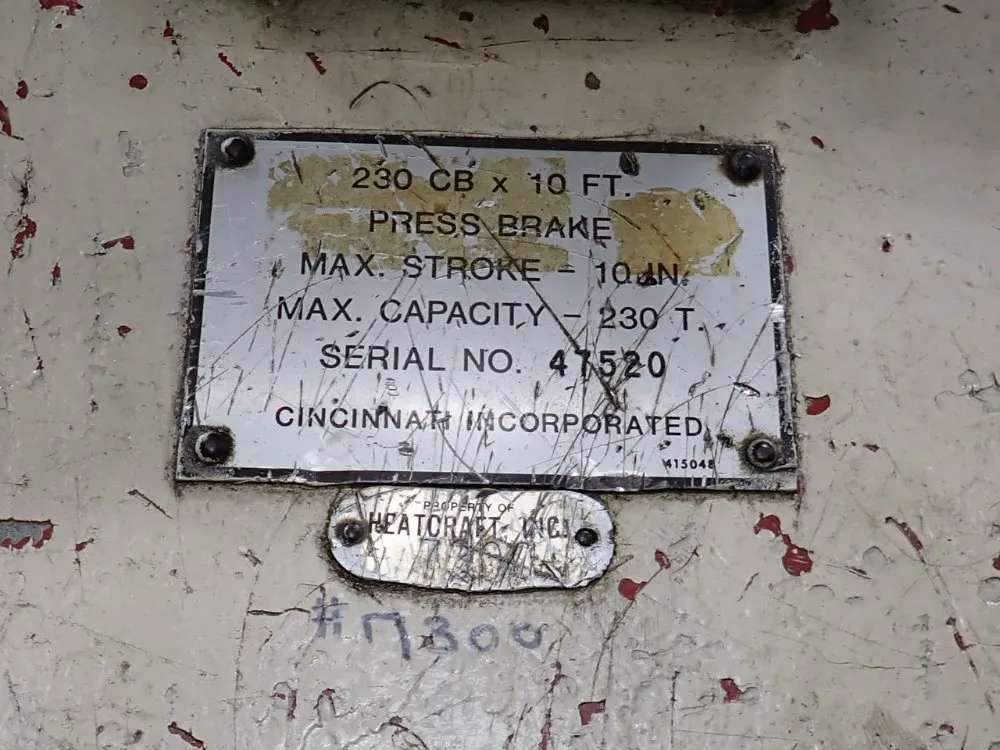 230 CB x 10 FT.
PRESS BRAKE
MAX. STROKE - 10 IN.
MAX. CAPACITY - 230 T.
SERIAL NO. 47520
CINCINNATI INCORPORATED
415048
PROPERTY OF
HEATCRAFT, INC.
#7300